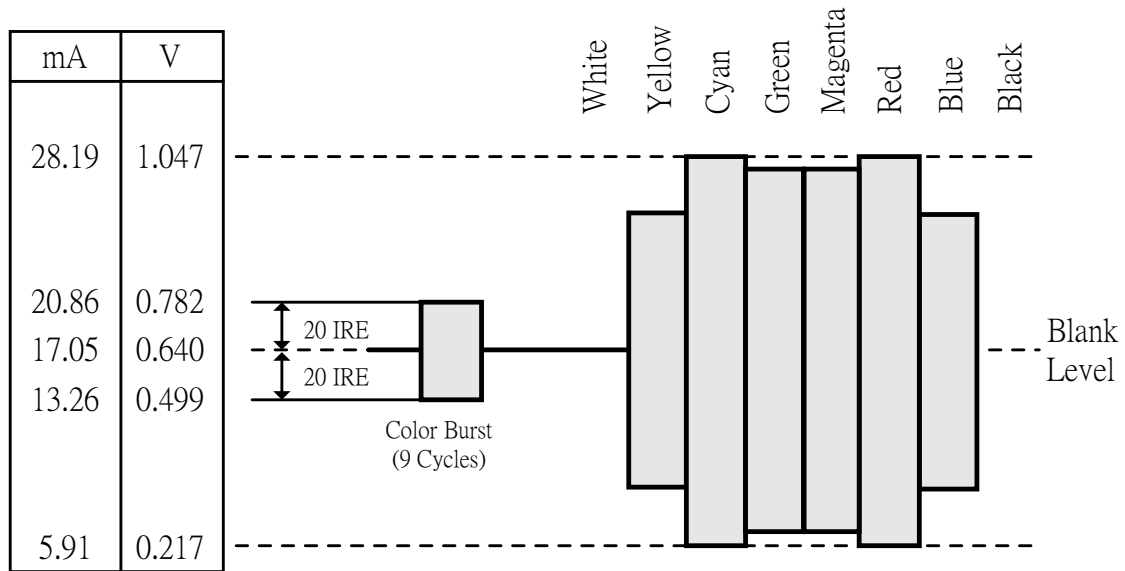 mA V
White
Yellow
Cyan
Green
Magenta
Red
Blue
Black
28.19 1.047
20.86 0.782
20 IRE
17.05 0.640
Blank
Level
20 IRE
13.26 0.499
Color Burst
(9 Cycles)
5.91 0.217